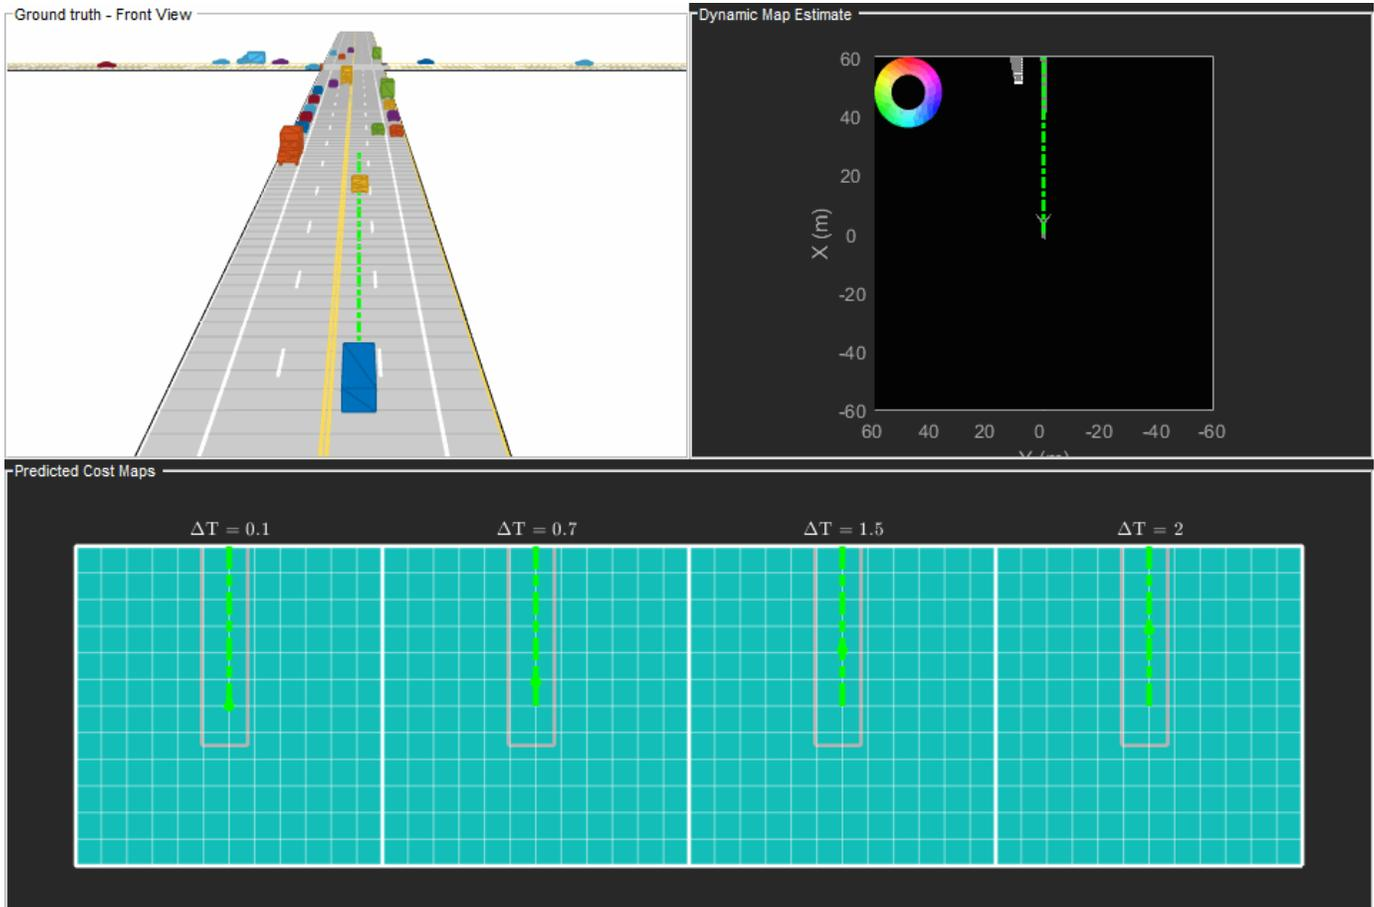 Ground truth - Front View
Dynamic Map Estimate
60
40
20
0
-20
-40
-60
X (m)
60 40 20 0 -20 -40 -60
Y (m)
Predicted Cost Maps
ΔT = 0.1 ΔT = 0.7 ΔT = 1.5 ΔT = 2